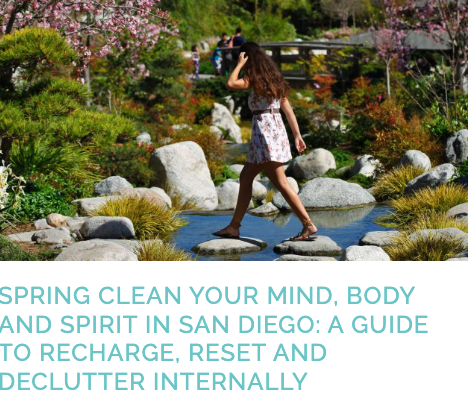 SPRING CLEAN YOUR MIND, BODY
AND SPIRIT IN SAN DIEGO: A GUIDE
TO RECHARGE, RESET AND
DECLUTTER INTERNALLY